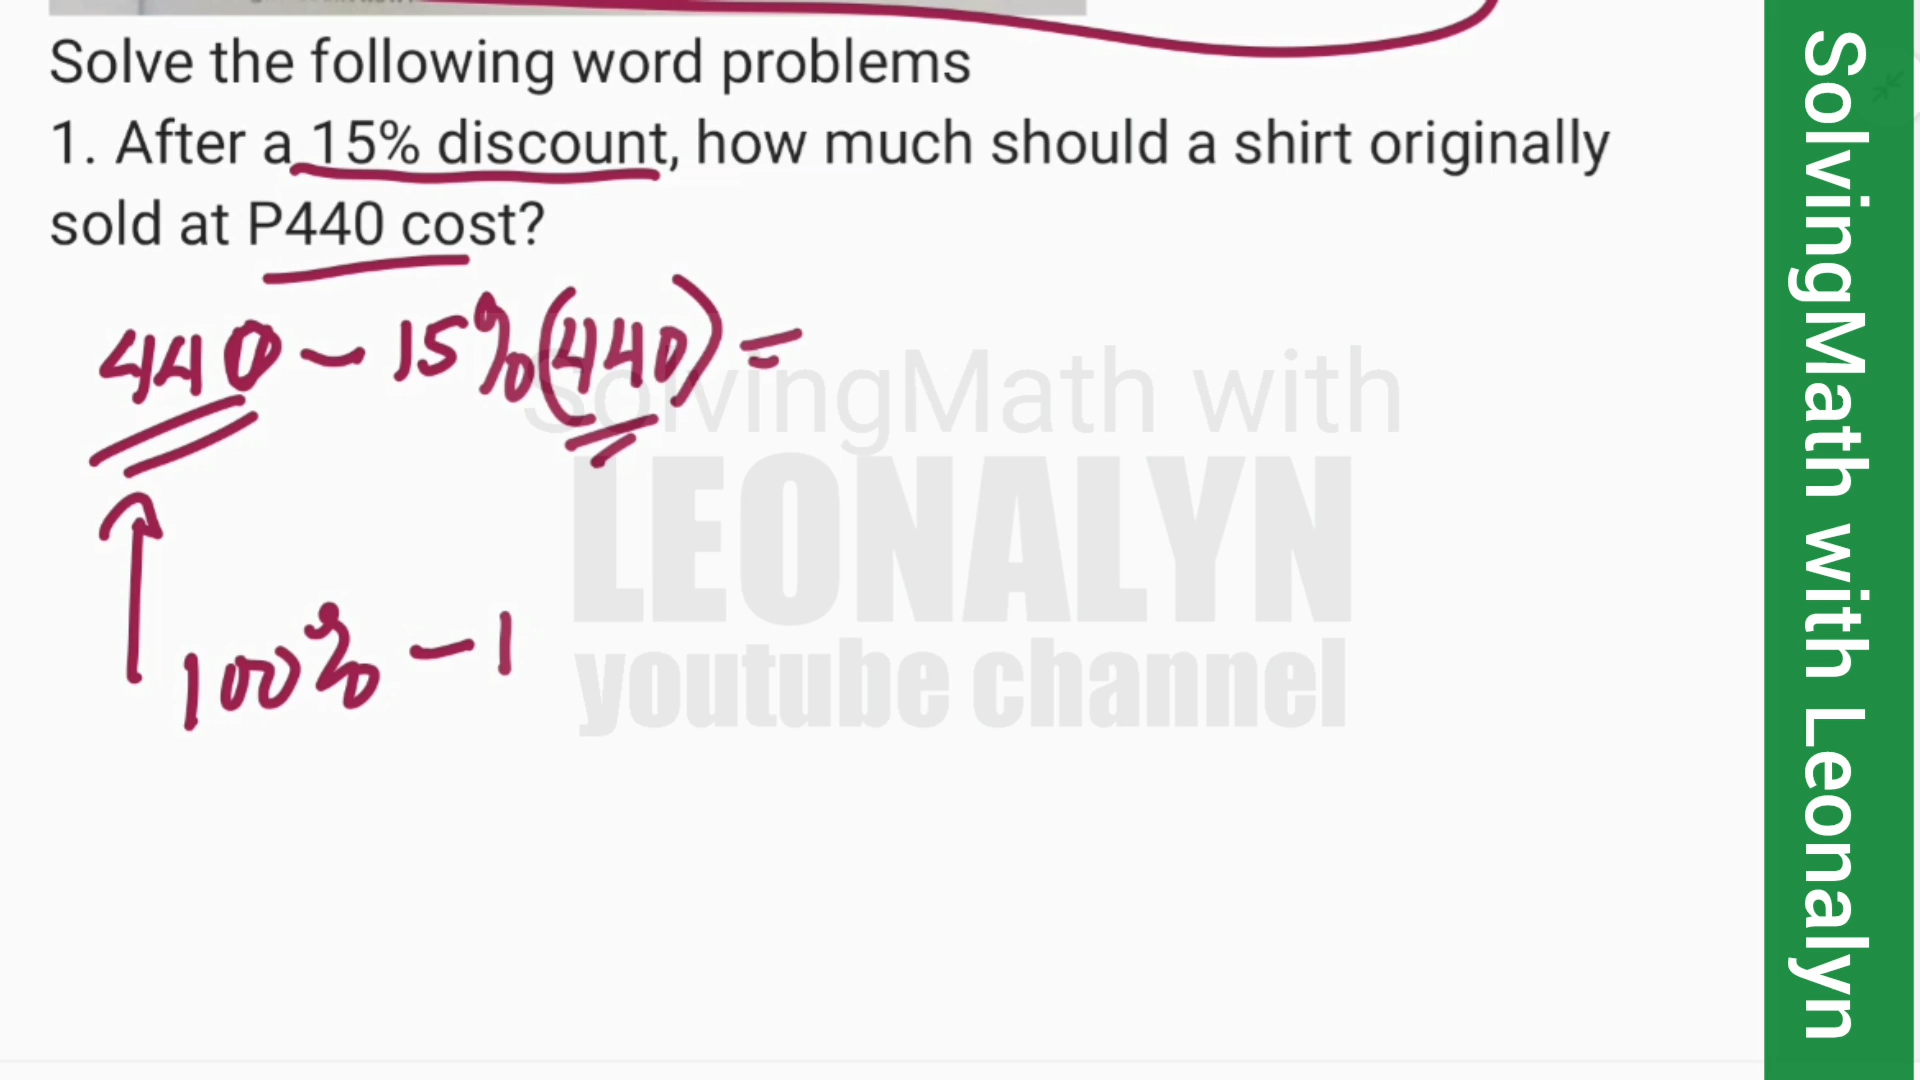 Solve the following word problems
1. After a 15% discount, how much should a shirt originally
sold at P440 cost?
440 - 15% (440) =
100% - 1
SolvingMath with
LEONALYN
youtube channel
SolvingMath with Leonalyn